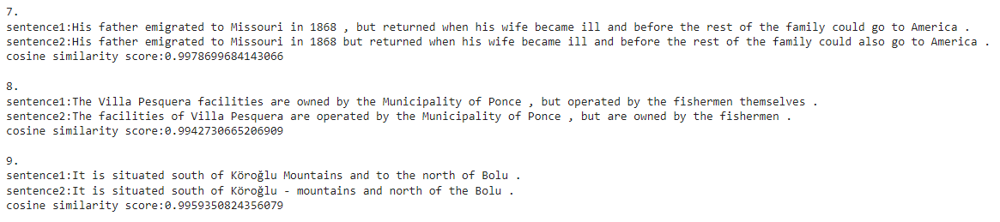 7.
sentence1:His father emigrated to Missouri in 1868 , but returned when his wife became ill and before the rest of the family could go to America .
sentence2:His father emigrated to Missouri in 1868 but returned when his wife became ill and before the rest of the family could also go to America .
cosine similarity score:0.9978699684143066
8.
sentence1:The Villa Pesquera facilities are owned by the Municipality of Ponce , but operated by the fishermen themselves .
sentence2:The facilities of Villa Pesquera are operated by the Municipality of Ponce , but are owned by the fishermen .
cosine similarity score:0.9942730665206909
9.
sentence1:It is situated south of Köroğlu Mountains and to the north of Bolu .
sentence2:It is situated south of Köroğlu - mountains and north of the Bolu .
cosine similarity score:0.9959350824356079